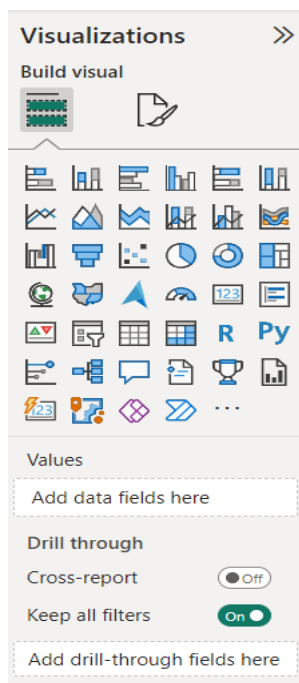 Visualizations
Build visual
123
R
Py
123
...
Values
Add data fields here
Drill through
Cross-report
Off
Keep all filters
On
Add drill-through fields here